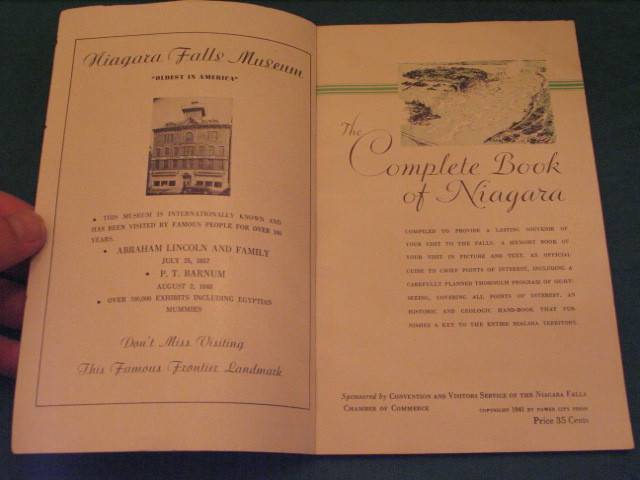 Niagara Falls Museum
"OLDEST IN AMERICA"
• THIS MUSEUM IS INTERNATIONALLY KNOWN AND
HAS BEEN VISITED BY FAMOUS PEOPLE FOR OVER 100
YEARS.
• ABRAHAM LINCOLN AND FAMILY
JULY 25, 1857
• P. T. BARNUM
AUGUST 2,
• OVER 700,000 EXHIBITS INCLUDING EGYPTIAN
MUMMIES
Don't Miss Visiting
This Famous Frontier Landmark
The
Complete Book
of Niagara
COMPILED TO PROVIDE A LASTING SOUVENIR OF
YOUR VISIT TO THE FALLS, A MEMORY BOOK OF
YOUR VISIT IN PICTURE AND TEXT. AN OFFICIAL
GUIDE TO CHIEF POINTS OF INTEREST, INCLUDING A
CAREFULLY PLANNED THOROUGH PROGRAM OF SIGHT-
SEEING, COVERING ALL POINTS OF INTEREST, AN
HISTORIC AND GEOLOGIC HAND-BOOK THAT FUR-
NISHES A KEY TO THE ENTIRE NIAGARA TERRITORY.
Sponsored by CONVENTION AND VISITORS SERVICE OF THE NIAGARA FALLS
CHAMBER OF COMMERCE COPYRIGHT 1961 BY POWER CITY PRESS
Price 35 Cents